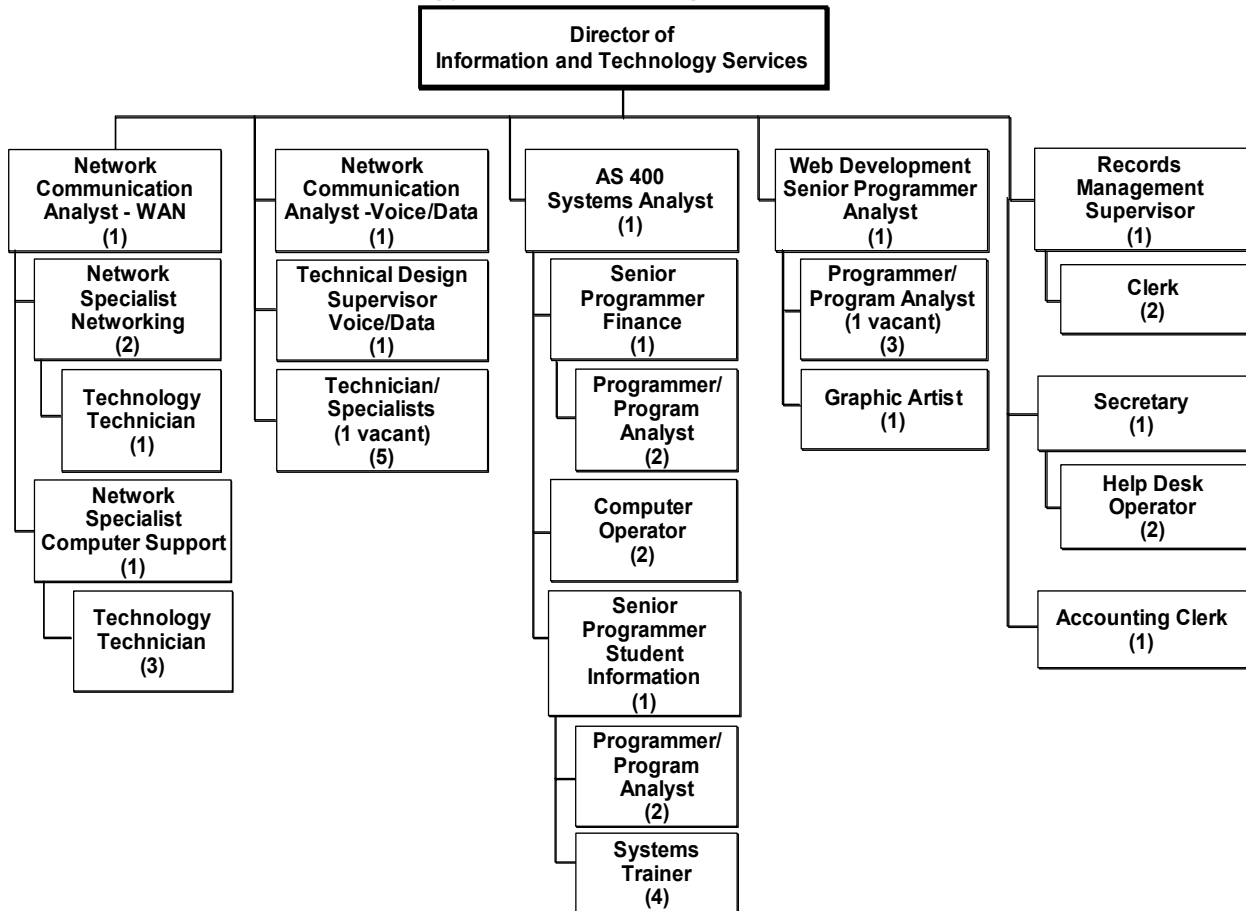 Director of
Information and Technology Services
Network
Communication
Analyst - WAN
(1)
Network
Specialist
Networking
(2)
Technology
Technician
(1)
Network
Specialist
Computer Support
(1)
Technology
Technician
(3)
Network
Communication
Analyst -Voice/Data
(1)
Technical Design
Supervisor
Voice/Data
(1)
Technician/
Specialists
(1 vacant)
(5)
AS 400
Systems Analyst
(1)
Senior
Programmer
Finance
(1)
Programmer/
Program
Analyst
(2)
Computer
Operator
(2)
Senior
Programmer
Student
Information
(1)
Programmer/
Program
Analyst
(2)
Systems
Trainer
(4)
Web Development
Senior Programmer
Analyst
(1)
Programmer/
Program Analyst
(1 vacant)
(3)
Graphic Artist
(1)
Records
Management
Supervisor
(1)
Clerk
(2)
Secretary
(1)
Help Desk
Operator
(2)
Accounting Clerk
(1)